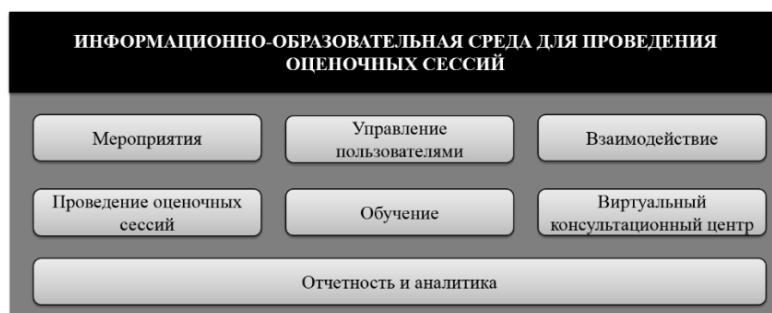 ИНФОРМАЦИОННО-ОБРАЗОВАТЕЛЬНАЯ СРЕДА ДЛЯ ПРОВЕДЕНИЯ
ОЦЕНОЧНЫХ СЕССИЙ
Мероприятия
Управление
пользователями
Взаимодействие
Проведение оценочных
сессий
Обучение
Виртуальный
консультационный центр
Отчетность и аналитика